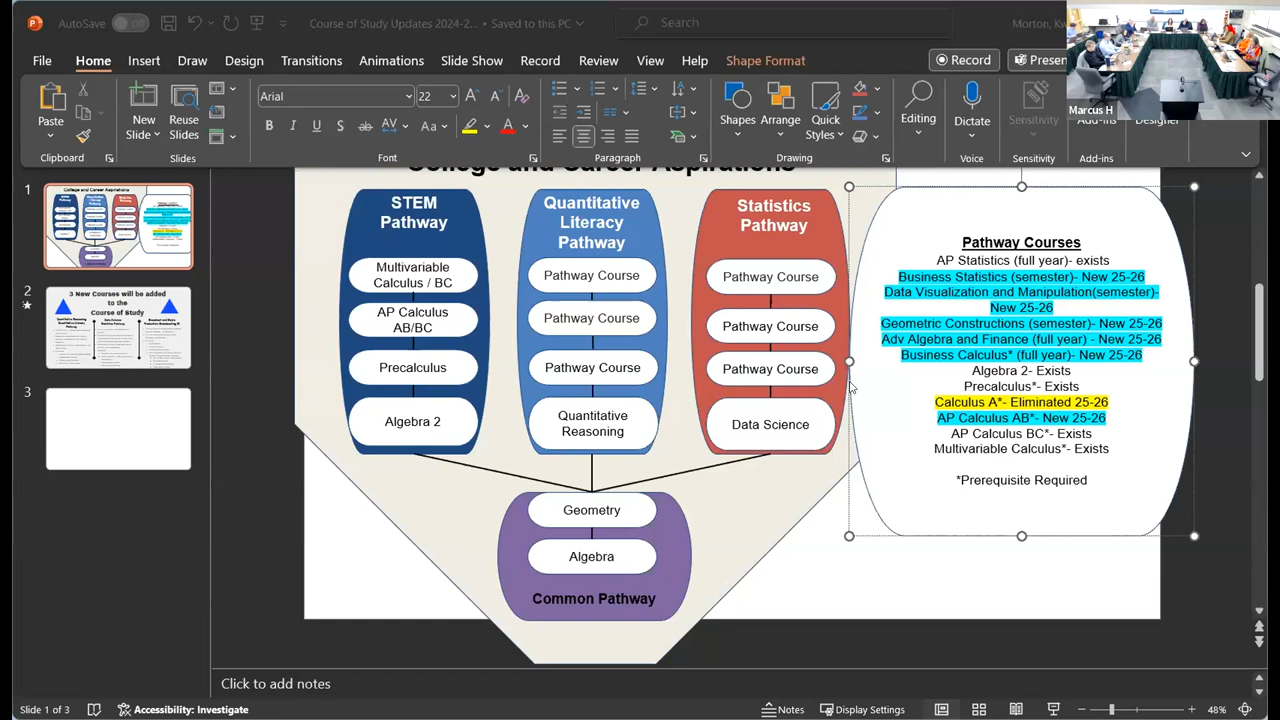 AutoSave Off Course of Study Updates 2024-2... • Saved to this PC Search Morton, Kw
File Home Insert Draw Design Transitions Animations Slide Show Record Review View Help Shape Format Record Presen
Marcus H
Paste New Slide Reuse Slides
Arial 22
Shapes Arrange Quick Styles Editing Dictate Sensitivity Add-ins Designer
Clipboard Slides Font Paragraph Drawing Voice Sensitivity Add-ins
1
2
3
3 New Courses will be added
to the
Course of Study
College and Career Aspirations
STEM
Pathway
Multivariable
Calculus / BC
AP Calculus
AB/BC
Precalculus
Algebra 2
Quantitative
Literacy
Pathway
Pathway Course
Pathway Course
Pathway Course
Quantitative
Reasoning
Statistics
Pathway
Pathway Course
Pathway Course
Pathway Course
Data Science
Geometry
Algebra
Common Pathway
Pathway Courses
AP Statistics (full year)- exists
Business Statistics (semester)- New 25-26
Data Visualization and Manipulation(semester)-
New 25-26
Geometric Constructions (semester)- New 25-26
Adv Algebra and Finance (full year) - New 25-26
Business Calculus* (full year)- New 25-26
Algebra 2- Exists
Precalculus*- Exists
Calculus A*- Eliminated 25-26
AP Calculus AB*- New 25-26
AP Calculus BC*- Exists
Multivariable Calculus*- Exists
*Prerequisite Required
Click to add notes
Slide 1 of 3 Accessibility: Investigate Notes Display Settings 48%